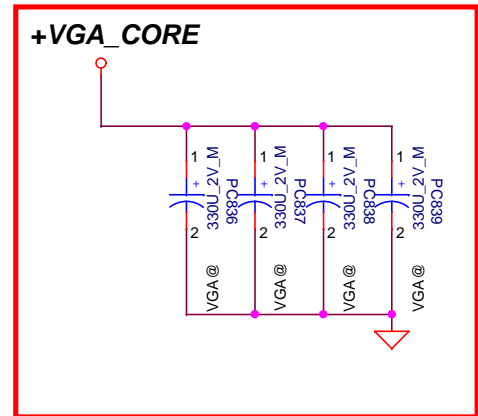 +VGA_CORE
1
+
2
330U_2V_M
PC836
VGA@
1
+
2
330U_2V_M
PC837
VGA@
1
+
2
330U_2V_M
PC838
VGA@
1
+
2
330U_2V_M
PC839
VGA@